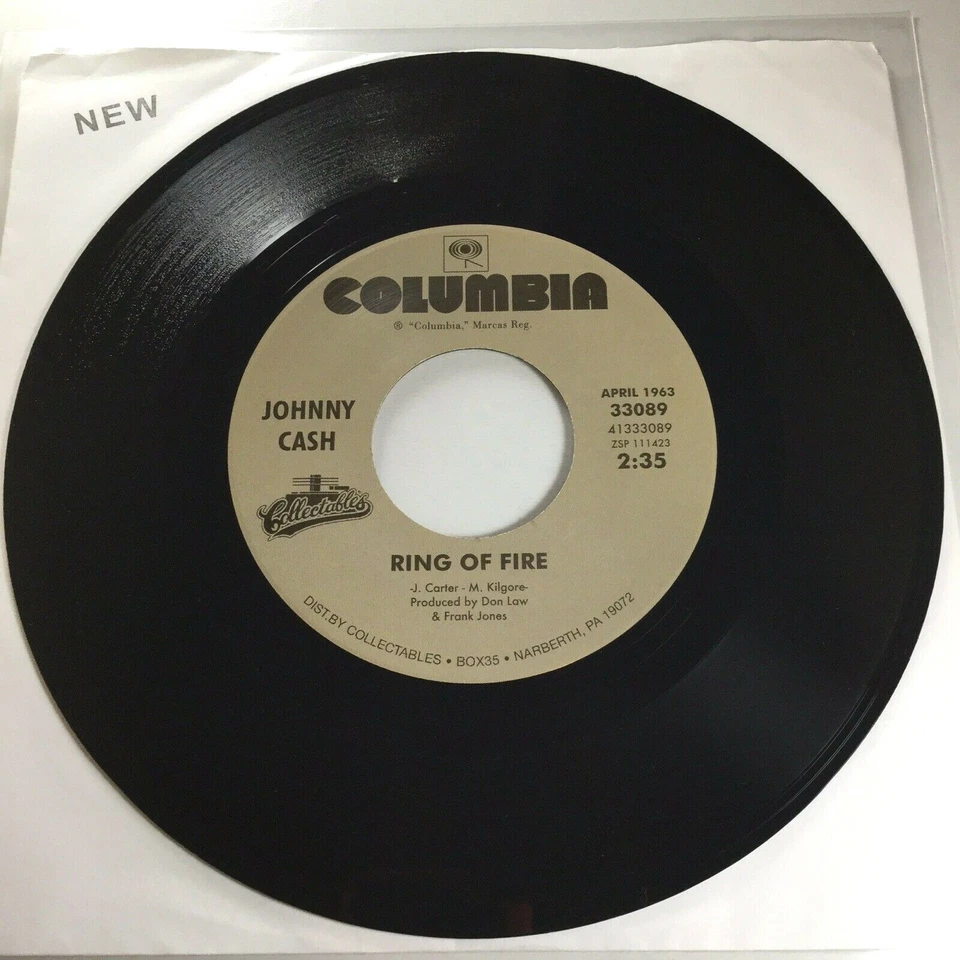 NEW
COLUMBIA
® "Columbia," Marcas Reg.
JOHNNY
CASH
Collectables
APRIL 1963
33089
41333089
ZSP 111423
2:35
RING OF FIRE
-J. Carter - M. Kilgore-
Produced by Don Law
& Frank Jones
DIST.BY COLLECTABLES • BOX35 • NARBERTH, PA 19072